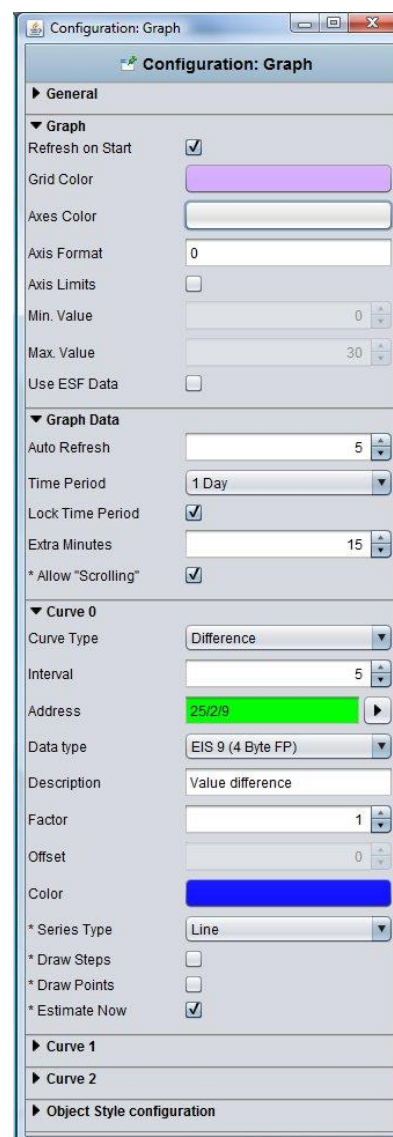 Configuration: Graph
Configuration: Graph
General
Graph
Refresh on Start
Grid Color
Axes Color
Axis Format 0
Axis Limits
Min. Value 0
Max. Value 30
Use ESF Data
Graph Data
Auto Refresh 5
Time Period 1 Day
Lock Time Period
Extra Minutes 15
* Allow "Scrolling"
Curve 0
Curve Type Difference
Interval 5
Address 25/2/9
Data type EIS 9 (4 Byte FP)
Description Value difference
Factor 1
Offset 0
Color
* Series Type Line
* Draw Steps
* Draw Points
* Estimate Now
Curve 1
Curve 2
Object Style configuration